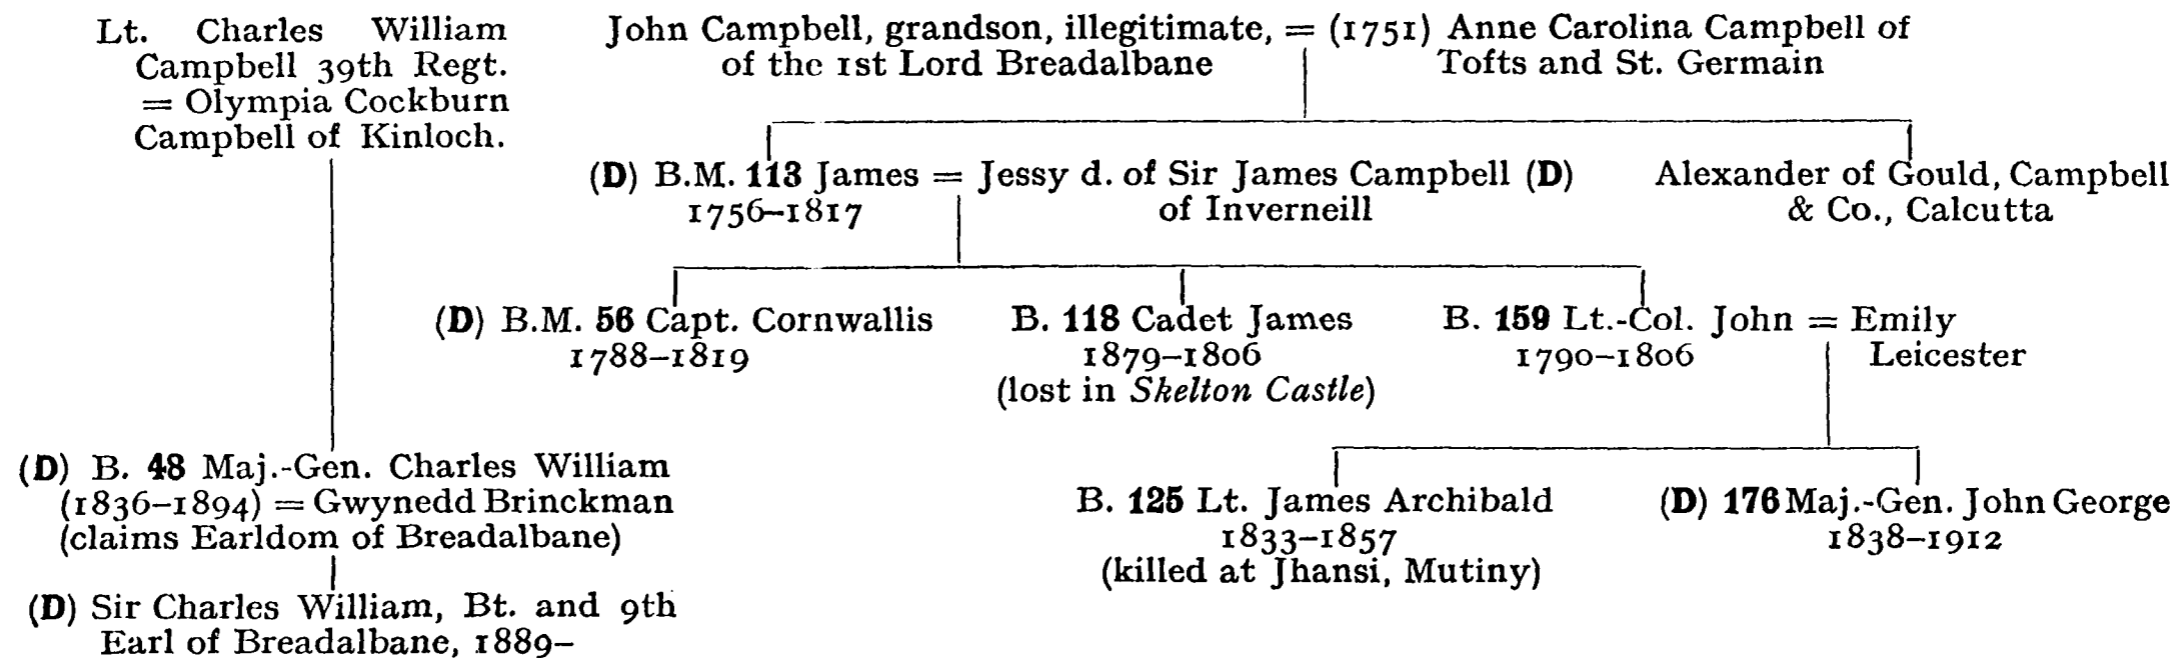 Lt. Charles William
Campbell 39th Regt.
= Olympia Cockburn
Campbell of Kinloch.
John Campbell, grandson, illegitimate, = (1751) Anne Carolina Campbell of
of the 1st Lord Breadalbane
Tofts and St. Germain
(D) B.M. 113 James = Jessy d. of Sir James Campbell (D)
1756–1817
of Inverneill
Alexander of Gould, Campbell
& Co., Calcutta
(D) B.M. 56 Capt. Cornwallis
1788–1819
B. 118 Cadet James
1879–1806
(lost in Skelton Castle)
B. 159 Lt.-Col. John = Emily
1790–1806
Leicester
(D) B. 48 Maj.-Gen. Charles William
(1836–1894) = Gwynedd Brinckman
(claims Earldom of Breadalbane)
B. 125 Lt. James Archibald
1833–1857
(killed at Jhansi, Mutiny)
(D) 176 Maj.-Gen. John George
1838–1912
(D) Sir Charles William, Bt. and 9th
Earl of Breadalbane, 1889–